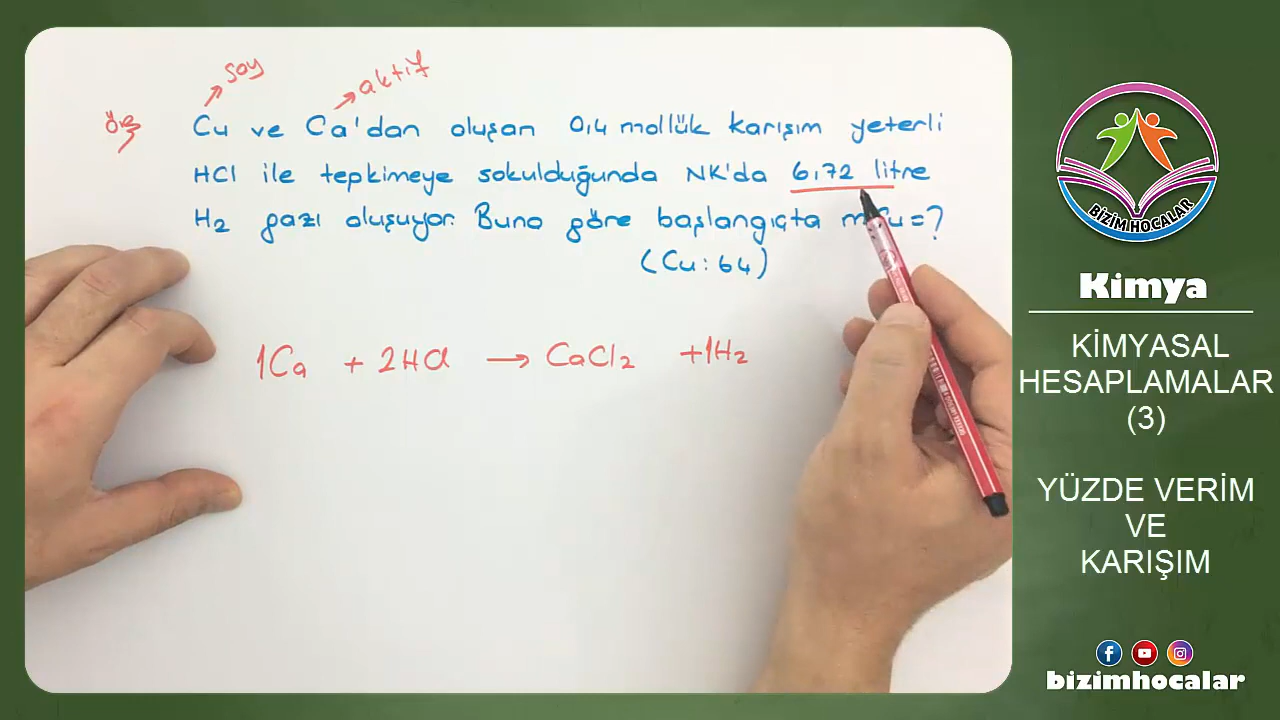 soy
aktif
Ör
Cu ve Ca'dan oluşan 0,4 mollük karışım yeterli
HCl ile tepkimeye sokulduğunda NK'da 6,72 litre
H2 gazı oluşuyor. Buna göre başlangıçta m u=?
(Cu: 64)
1Ca + 2HCl → CaCl2 +1H2
BİZİM HOCALAR
Kimya
KİMYASAL
HESAPLAMALAR
(3)
YÜZDE VERİM
VE
KARIŞIM
bizimhocalar